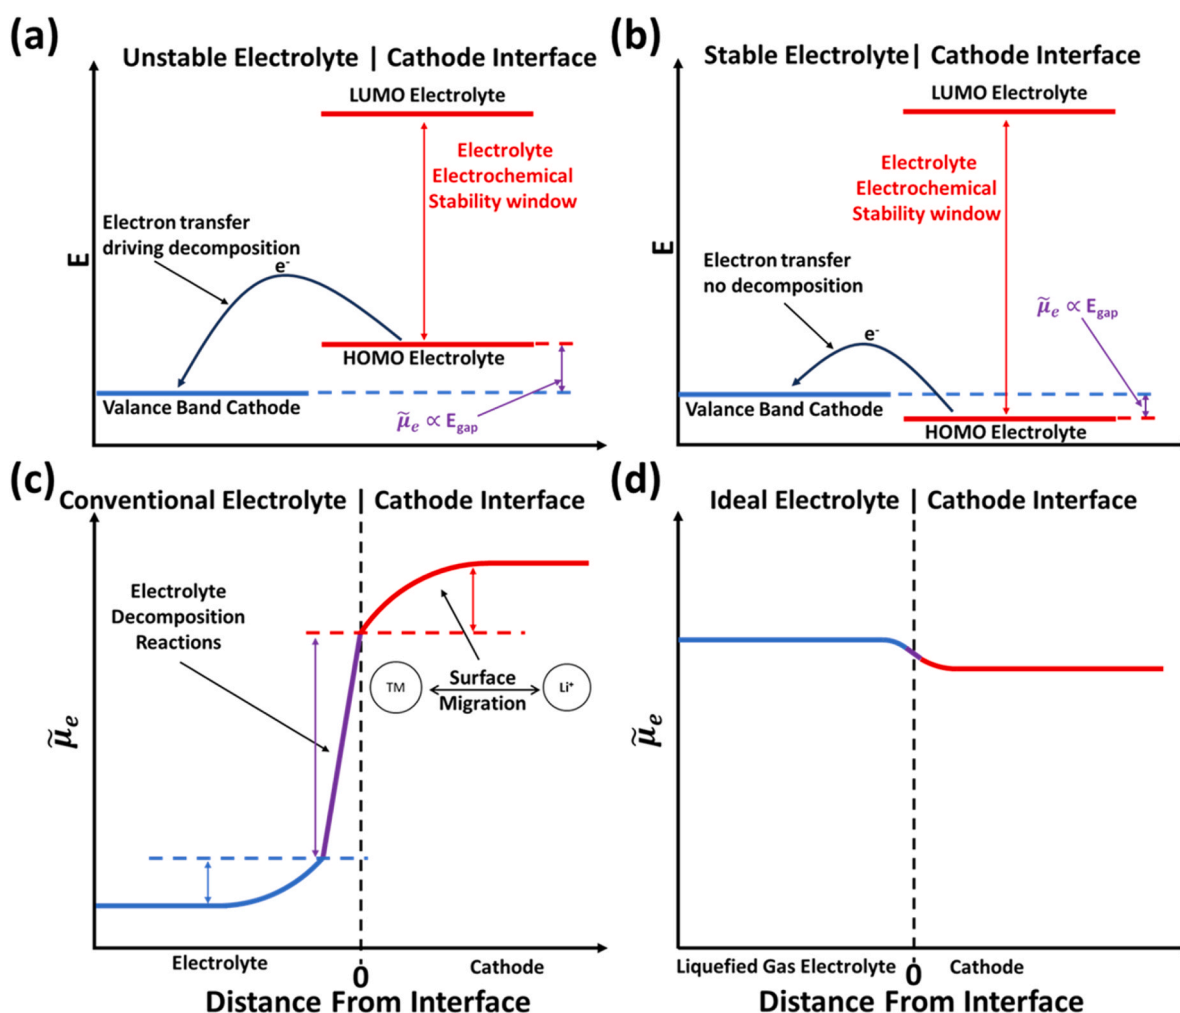 (a)
Unstable Electrolyte | Cathode Interface
LUMO Electrolyte
Electrolyte
Electrochemical
Stability window
Electron transfer
driving decomposition
e-
E
HOMO Electrolyte
Valance Band Cathode
μ̃e ∝ Egap
(b)
Stable Electrolyte| Cathode Interface
LUMO Electrolyte
Electrolyte
Electrochemical
Stability window
Electron transfer
no decomposition
e-
E
μ̃e ∝ Egap
Valance Band Cathode
HOMO Electrolyte
(c)
Conventional Electrolyte | Cathode Interface
Electrolyte
Decomposition
Reactions
TM
Surface
Migration
Li+
μ̃e
Electrolyte
0
Cathode
Distance From Interface
(d)
Ideal Electrolyte | Cathode Interface
μ̃e
Liquefied Gas Electrolyte
0
Cathode
Distance From Interface